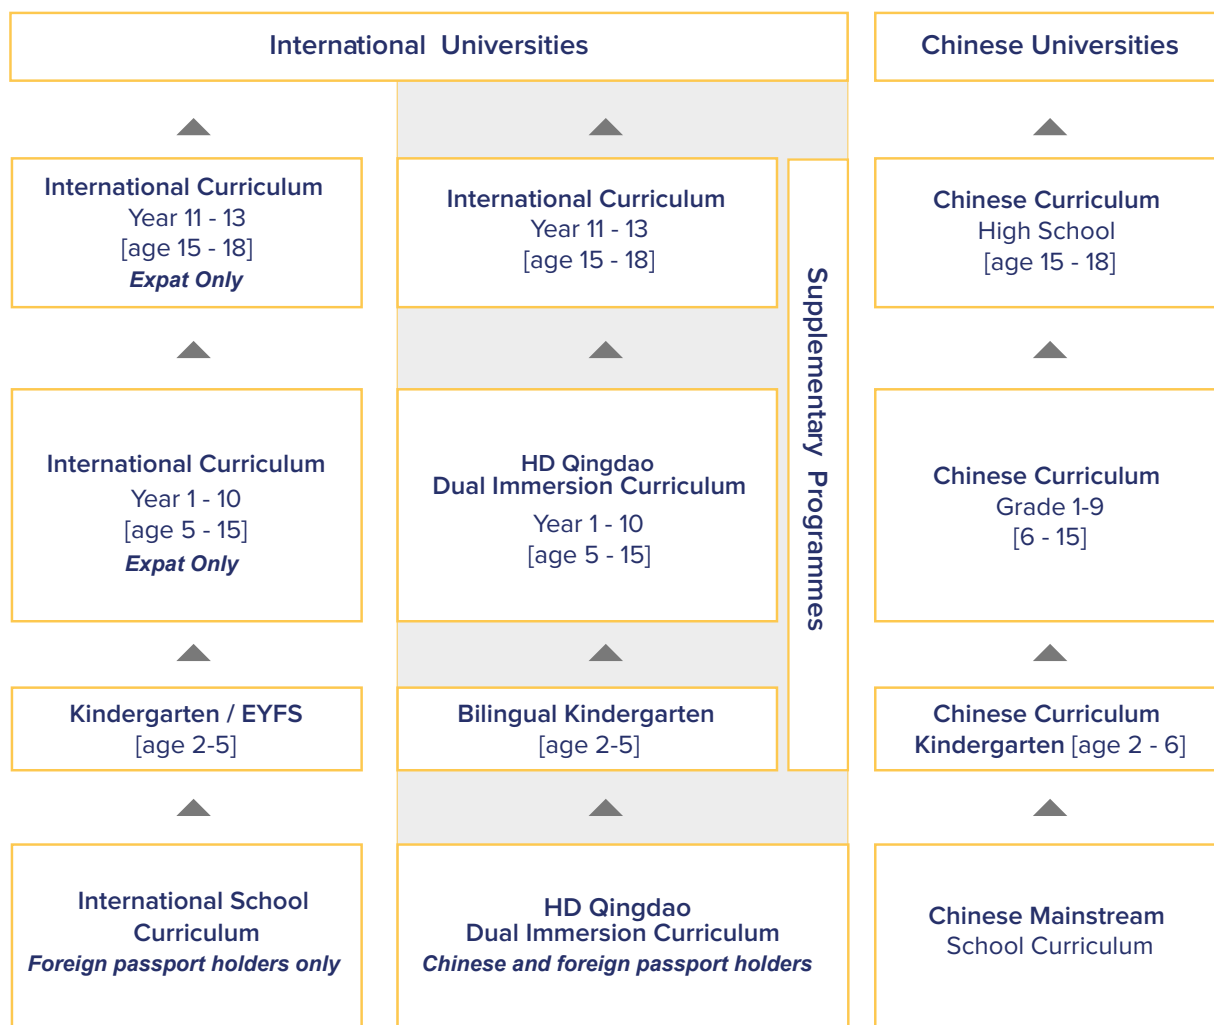 International Universities
Chinese Universities
International Curriculum
Year 11 - 13
[age 15 - 18]
Expat Only
International Curriculum
Year 11 - 13
[age 15 - 18]
Supplementary Programmes
Chinese Curriculum
High School
[age 15 - 18]
International Curriculum
Year 1 - 10
[age 5 - 15]
Expat Only
HD Qingdao
Dual Immersion Curriculum
Year 1 - 10
[age 5 - 15]
Chinese Curriculum
Grade 1-9
[6 - 15]
Kindergarten / EYFS
[age 2-5]
Bilingual Kindergarten
[age 2-5]
Chinese Curriculum
Kindergarten [age 2 - 6]
International School
Curriculum
Foreign passport holders only
HD Qingdao
Dual Immersion Curriculum
Chinese and foreign passport holders
Chinese Mainstream
School Curriculum